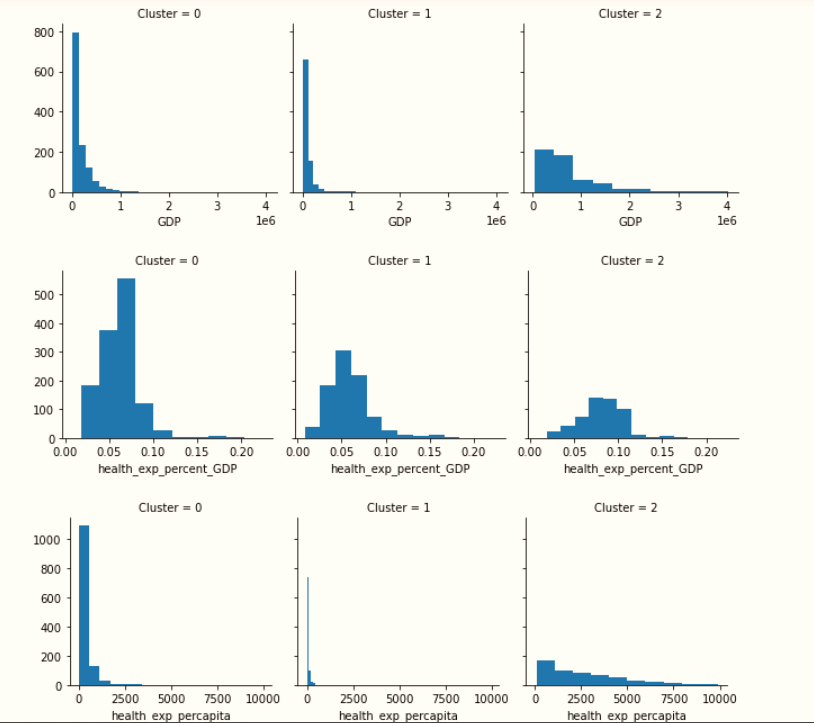 Cluster = 0 Cluster = 1 Cluster = 2
800
600
400
200
0
0 1 2 3 4 0 1 2 3 4 0 1 2 3 4
1e6 1e6 1e6
GDP GDP GDP
Cluster = 0 Cluster = 1 Cluster = 2
500
400
300
200
100
0
0.00 0.05 0.10 0.15 0.20 0.00 0.05 0.10 0.15 0.20 0.00 0.05 0.10 0.15 0.20
health_exp_percent_GDP health_exp_percent_GDP health_exp_percent_GDP
Cluster = 0 Cluster = 1 Cluster = 2
1000
800
600
400
200
0
0 2500 5000 7500 10000 0 2500 5000 7500 10000 0 2500 5000 7500 10000
health_exp_percapita health_exp_percapita health_exp_percapita